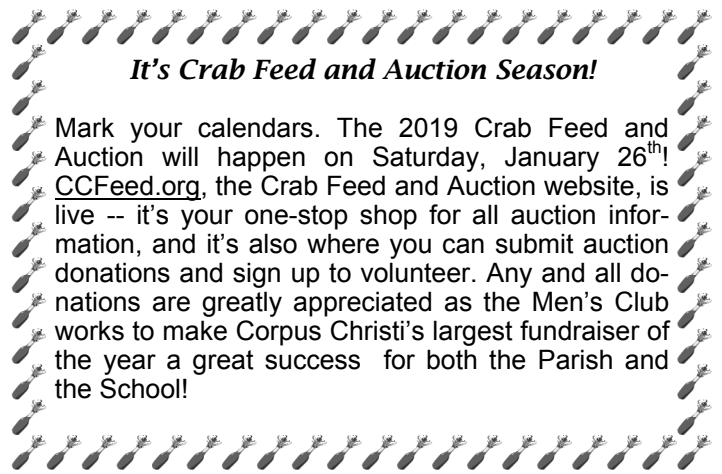 It's Crab Feed and Auction Season!
Mark your calendars. The 2019 Crab Feed and
Auction will happen on Saturday, January 26th!
CCFeed.org, the Crab Feed and Auction website, is
live -- it's your one-stop shop for all auction infor-
mation, and it's also where you can submit auction
donations and sign up to volunteer. Any and all do-
nations are greatly appreciated as the Men's Club
works to make Corpus Christi's largest fundraiser of
the year a great success  for both the Parish and
the School!